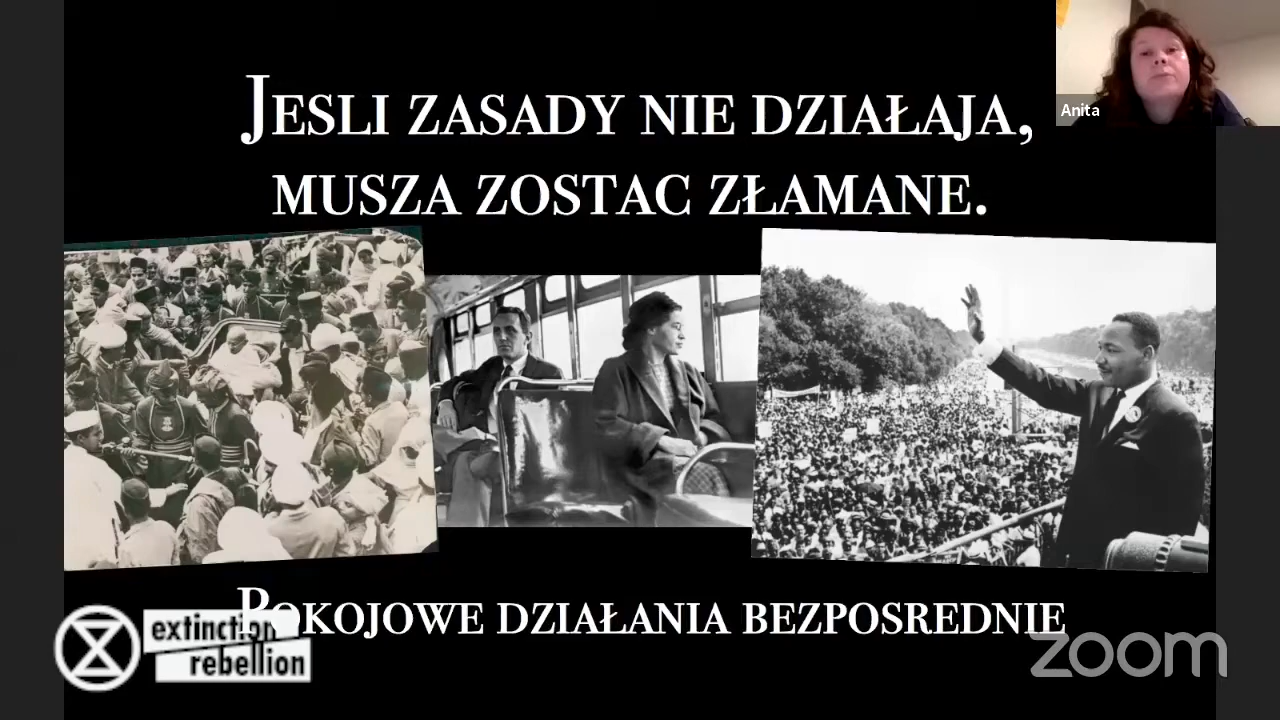 JESLI ZASADY NIE DZIAŁAJA,
MUSZA ZOSTAC ZŁAMANE.
Anita
POKOJOWE DZIAŁANIA BEZPOSREDNIE
extinction
rebellion
zoom